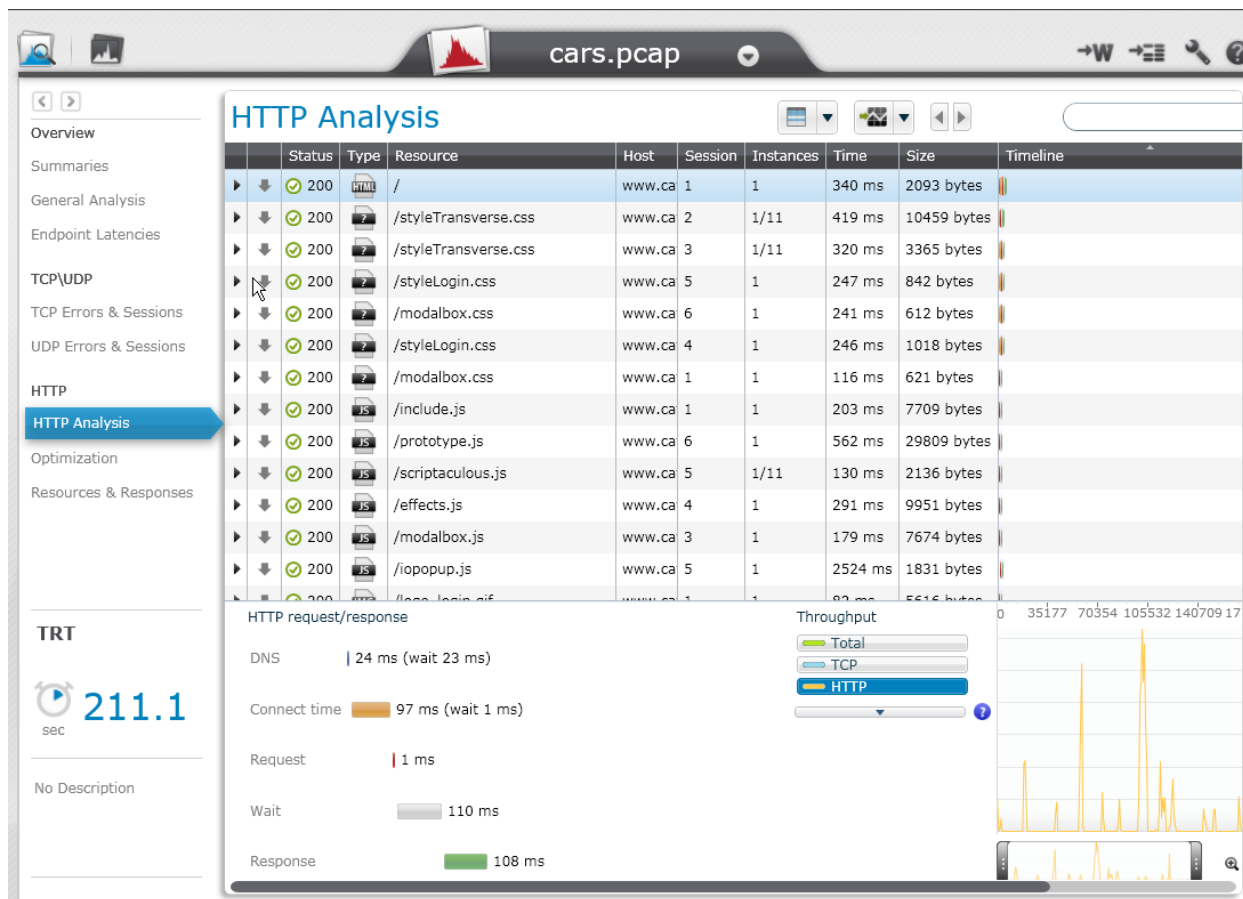 cars.pcap
→W
Overview
Summaries
General Analysis
Endpoint Latencies
TCP\UDP
TCP Errors & Sessions
UDP Errors & Sessions
HTTP
HTTP Analysis
Optimization
Resources & Responses
TRT
211.1
sec
No Description
HTTP Analysis
Status Type Resource Host Session Instances Time Size Timeline
200 HTML / www.ca 1 1 340 ms 2093 bytes
200 ? /styleTransverse.css www.ca 2 1/11 419 ms 10459 bytes
200 ? /styleTransverse.css www.ca 3 1/11 320 ms 3365 bytes
200 ? /styleLogin.css www.ca 5 1 247 ms 842 bytes
200 ? /modalbox.css www.ca 6 1 241 ms 612 bytes
200 ? /styleLogin.css www.ca 4 1 246 ms 1018 bytes
200 ? /modalbox.css www.ca 1 1 116 ms 621 bytes
200 JS /include.js www.ca 1 1 203 ms 7709 bytes
200 JS /prototype.js www.ca 6 1 562 ms 29809 bytes
200 JS /scriptaculous.js www.ca 5 1/11 130 ms 2136 bytes
200 JS /effects.js www.ca 4 1 291 ms 9951 bytes
200 JS /modalbox.js www.ca 3 1 179 ms 7674 bytes
200 JS /iopopup.js www.ca 5 1 2524 ms 1831 bytes
HTTP request/response
DNS 24 ms (wait 23 ms)
Connect time 97 ms (wait 1 ms)
Request 1 ms
Wait 110 ms
Response 108 ms
Throughput
Total
TCP
HTTP
?
0 35177 70354 105532 140709 17